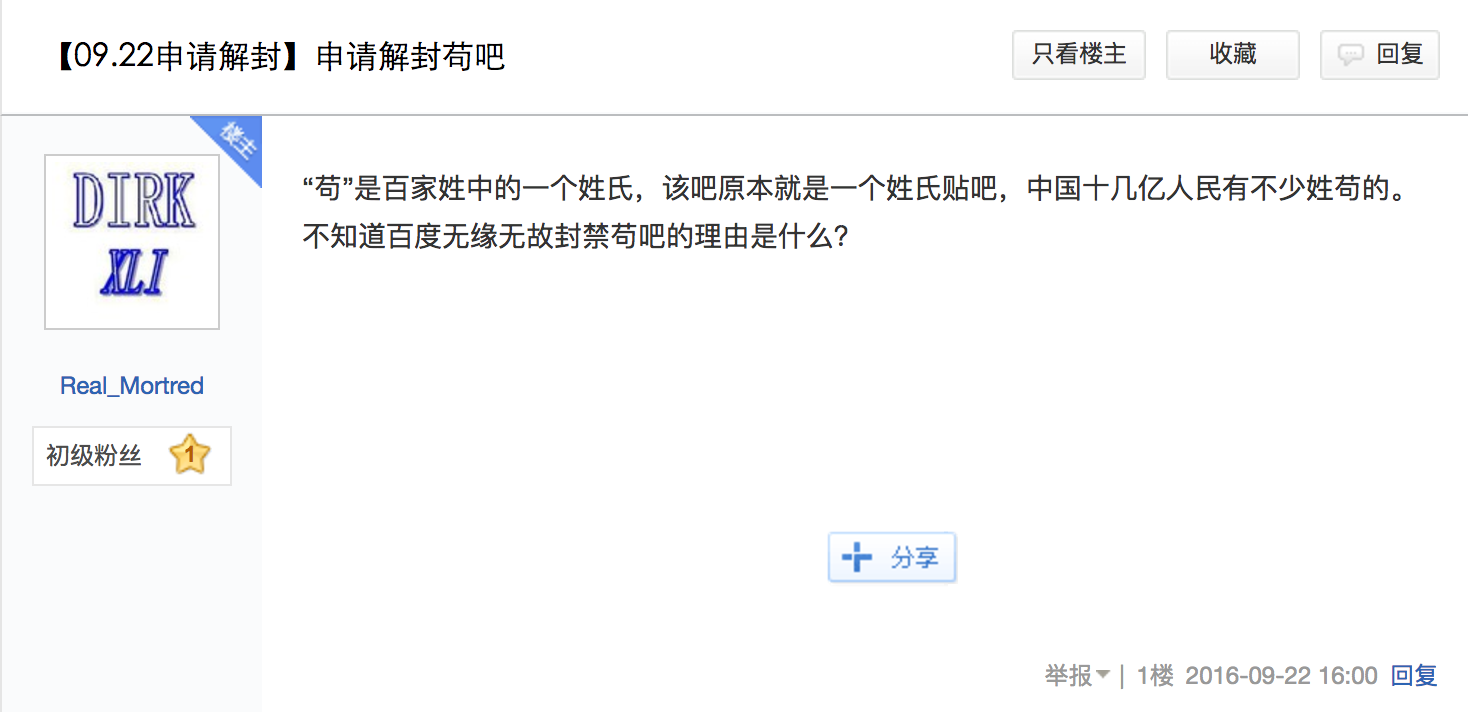 【09.22申请解封】申请解封苟吧
只看楼主
收藏
回复
楼主
DIRK
XLI
“苟”是百家姓中的一个姓氏，该吧原本就是一个姓氏贴吧，中国十几亿人民有不少姓苟的。
不知道百度无缘无故封禁苟吧的理由是什么？
Real_Mortred
初级粉丝 1
分享
举报 | 1楼 2016-09-22 16:00 回复